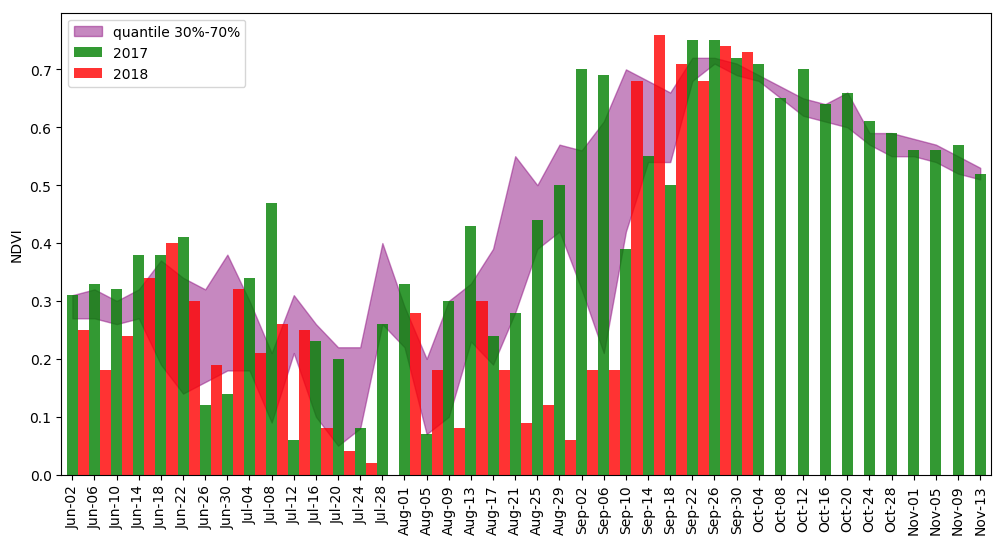 quantile 30%-70%
2017
2018
NDVI
0.7
0.6
0.5
0.4
0.3
0.2
0.1
0.0
Jun-02
Jun-06
Jun-10
Jun-14
Jun-18
Jun-22
Jun-26
Jun-30
Jul-04
Jul-08
Jul-12
Jul-16
Jul-20
Jul-24
Jul-28
Aug-01
Aug-05
Aug-09
Aug-13
Aug-17
Aug-21
Aug-25
Aug-29
Sep-02
Sep-06
Sep-10
Sep-14
Sep-18
Sep-22
Sep-26
Sep-30
Oct-04
Oct-08
Oct-12
Oct-16
Oct-20
Oct-24
Oct-28
Nov-01
Nov-05
Nov-09
Nov-13